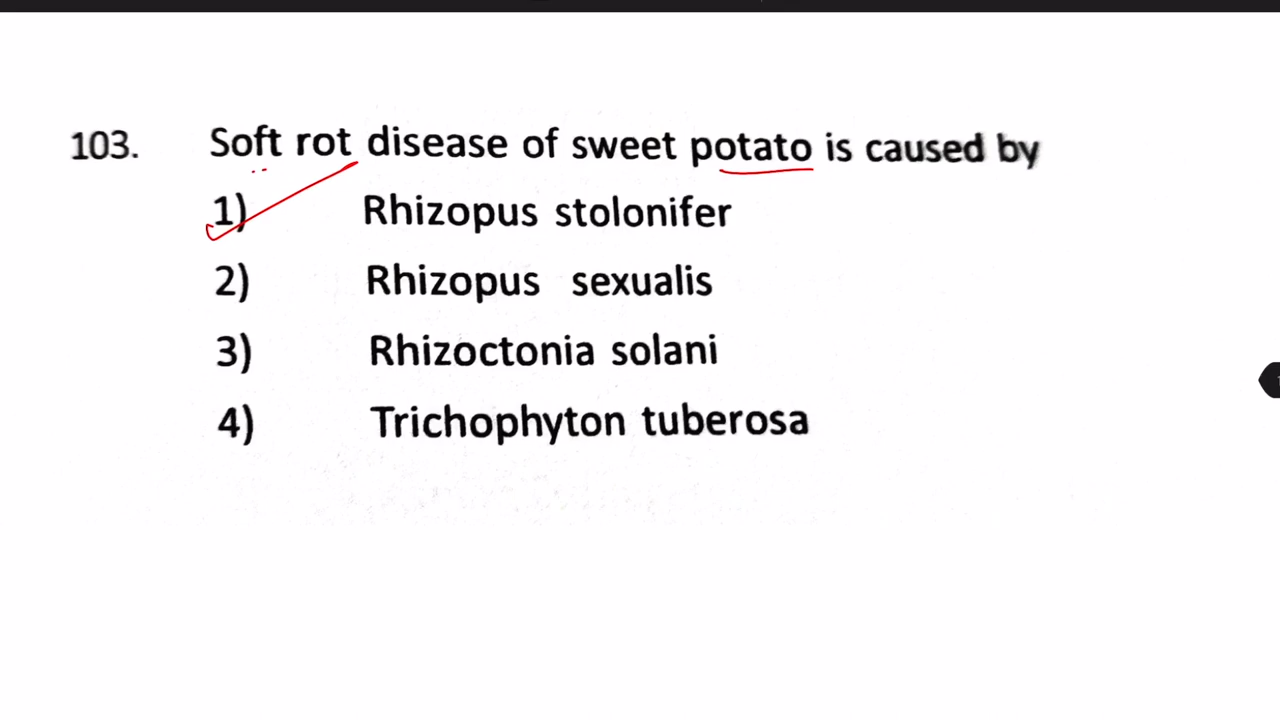 103. Soft rot disease of sweet potato is caused by
1) Rhizopus stolonifer
2) Rhizopus sexualis
3) Rhizoctonia solani
4) Trichophyton tuberosa